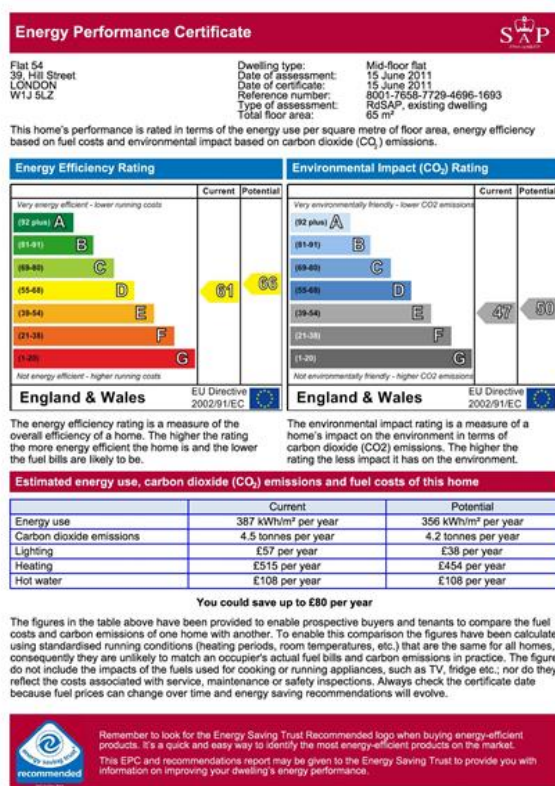 Energy Performance Certificate
SAP
Flat 54
39, Hill Street
LONDON
W1J 5LZ
Dwelling type: Mid-floor flat
Date of assessment: 15 June 2011
Date of certificate: 15 June 2011
Reference number: 8001-7658-7729-4696-1693
Type of assessment: RdSAP, existing dwelling
Total floor area: 65 m²
This home's performance is rated in terms of the energy use per square metre of floor area, energy efficiency
based on fuel costs and environmental impact based on carbon dioxide (CO₂) emissions.
Energy Efficiency Rating
Current Potential
Very energy efficient - lower running costs
(92 plus) A
(81-91) B
(69-80) C
(55-68) D
(39-54) E
(21-38) F
(1-20) G
61
66
Not energy efficient - higher running costs
England & Wales
EU Directive
2002/91/EC
Environmental Impact (CO₂) Rating
Current Potential
Very environmentally friendly - lower CO2 emissions
(92 plus) A
(81-91) B
(69-80) C
(55-68) D
(39-54) E
(21-38) F
(1-20) G
47
50
Not environmentally friendly - higher CO2 emissions
England & Wales
EU Directive
2002/91/EC
The energy efficiency rating is a measure of the
overall efficiency of a home. The higher the rating
the more energy efficient the home is and the lower
the fuel bills are likely to be.
The environmental impact rating is a measure of a
home's impact on the environment in terms of
carbon dioxide (CO2) emissions. The higher the
rating the less impact it has on the environment.
Estimated energy use, carbon dioxide (CO₂) emissions and fuel costs of this home
Current Potential
Energy use 387 kWh/m² per year 356 kWh/m² per year
Carbon dioxide emissions 4.5 tonnes per year 4.2 tonnes per year
Lighting £57 per year £38 per year
Heating £515 per year £454 per year
Hot water £108 per year £108 per year
You could save up to £80 per year
The figures in the table above have been provided to enable prospective buyers and tenants to compare the fuel
costs and carbon emissions of one home with another. To enable this comparison the figures have been calculate
using standardised running conditions (heating periods, room temperatures, etc.) that are the same for all homes,
consequently they are unlikely to match an occupier's actual fuel bills and carbon emissions in practice. The figure
do not include the impacts of the fuels used for cooking or running appliances, such as TV, fridge etc.; nor do they
reflect the costs associated with service, maintenance or safety inspections. Always check the certificate date
because fuel prices can change over time and energy saving recommendations will evolve.
energy saving trust
recommended
Remember to look for the Energy Saving Trust Recommended logo when buying energy-efficient
products. It's a quick and easy way to identify the most energy-efficient products on the market.
This EPC and recommendations report may be given to the Energy Saving Trust to provide you with
information on improving your dwelling's energy performance.